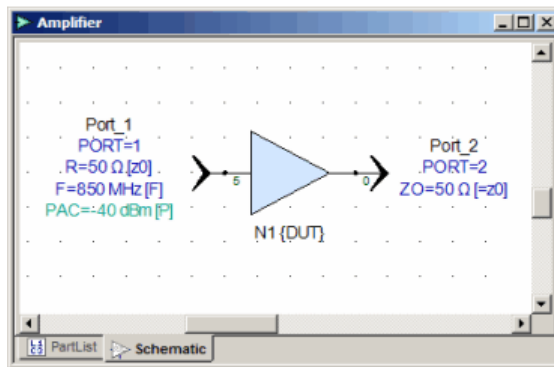 Amplifier
Port_1
PORT=1
R=50 Ω [z0]
F=850 MHz [F]
PAC=-40 dBm [P]
5
N1 {DUT}
0
Port_2
PORT=2
ZO=50 Ω [=z0]
PartList
Schematic